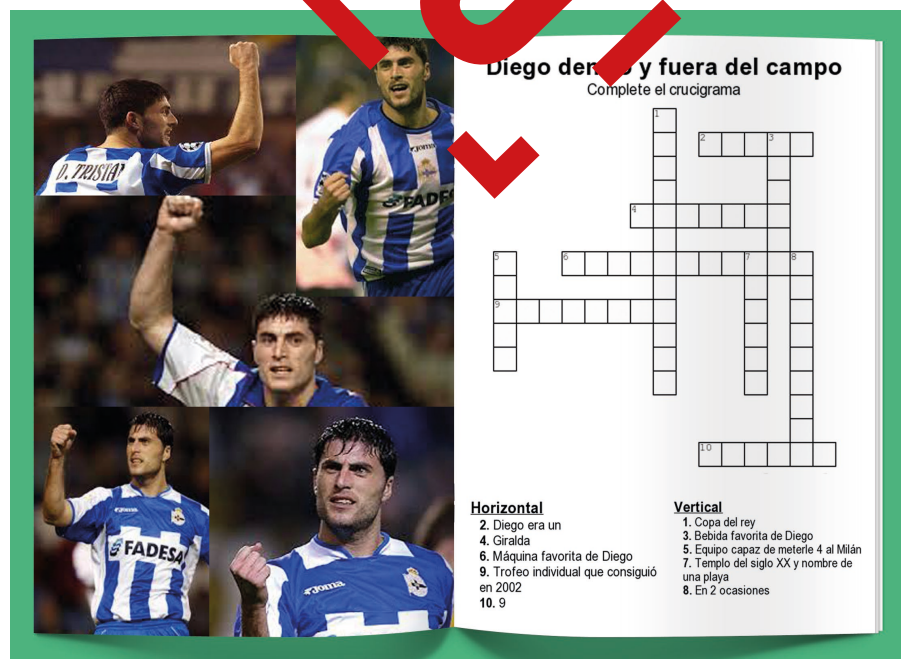 D. TRISTA
Joma
FADES
Joma
FADESA
Joma
Diego y fuera del campo
Complete el crucigrama
1
2
3
4
5
6
7
8
9
10
Horizontal
2. Diego era un
4. Giralda
6. Máquina favorita de Diego
9. Trofeo individual que consiguió
en 2002
10. 9
Vertical
1. Copa del rey
3. Bebida favorita de Diego
5. Equipo capaz de meterle 4 al Milán
7. Templo del siglo XX y nombre de
una playa
8. En 2 ocasiones